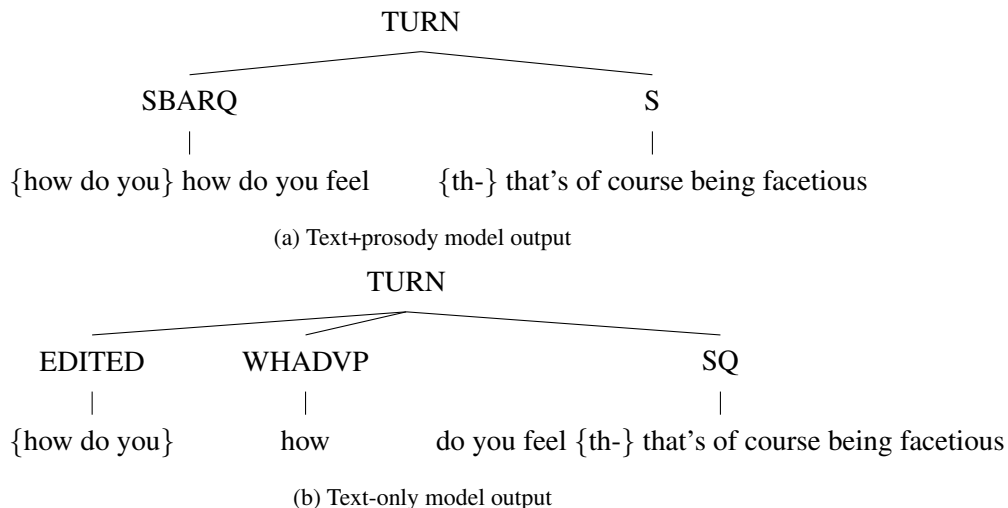 TURN
SBARQ S
{how do you} how do you feel {th-} that's of course being facetious
(a) Text+prosody model output
TURN
EDITED WHADVP SQ
{how do you} how do you feel {th-} that's of course being facetious
(b) Text-only model output